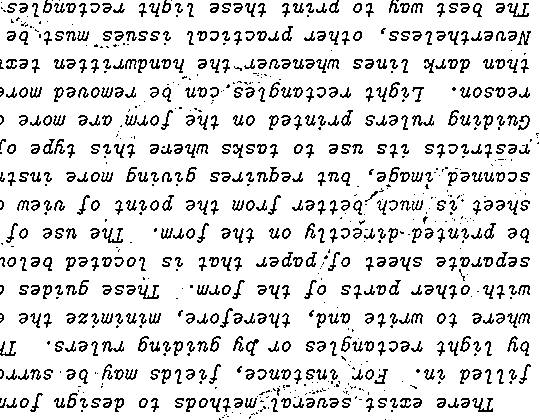 There exist several methods to design form
filled in. For instance, fields may be surrou
by light rectangles or by guiding rulers. Th
where to write and, therefore, minimize the
with other parts of the form. These guides c
separate sheet of paper that is located below
be printed directly on the form. The use of
sheet is much better from the point of view o
scanned image, but requires giving more instr
restricts its use to tasks where this type of
Guiding rulers printed on the form are more c
reason. Light rectangles can be removed more
than dark lines whenever the handwritten text
Nevertheless, other practical issues must be
The best way to print these light rectangles